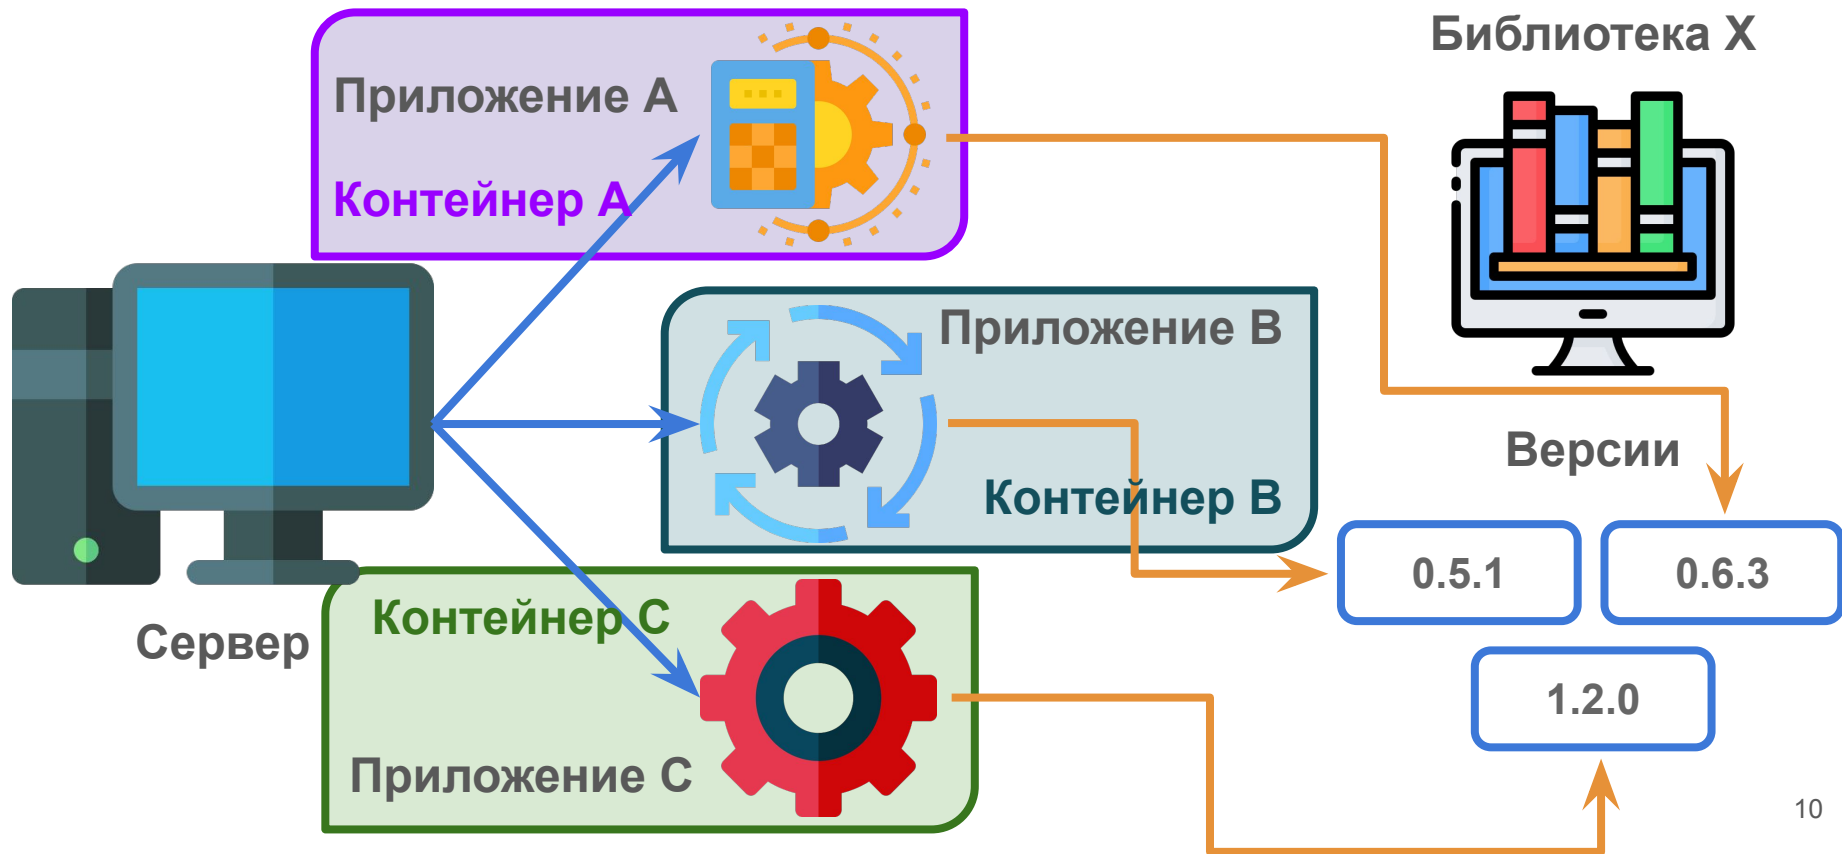 Библиотека X
Приложение A
Контейнер A
Приложение B
Контейнер B
Версии
0.5.1
0.6.3
Контейнер C
Сервер
1.2.0
Приложение C
10